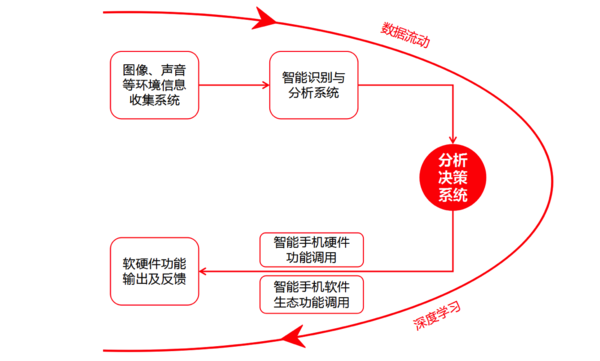 数据流动
图像、声音
等环境信息
收集系统
智能识别与
分析系统
分析
决策
系统
智能手机硬件
功能调用
软硬件功能
输出及反馈
智能手机软件
生态功能调用
深度学习